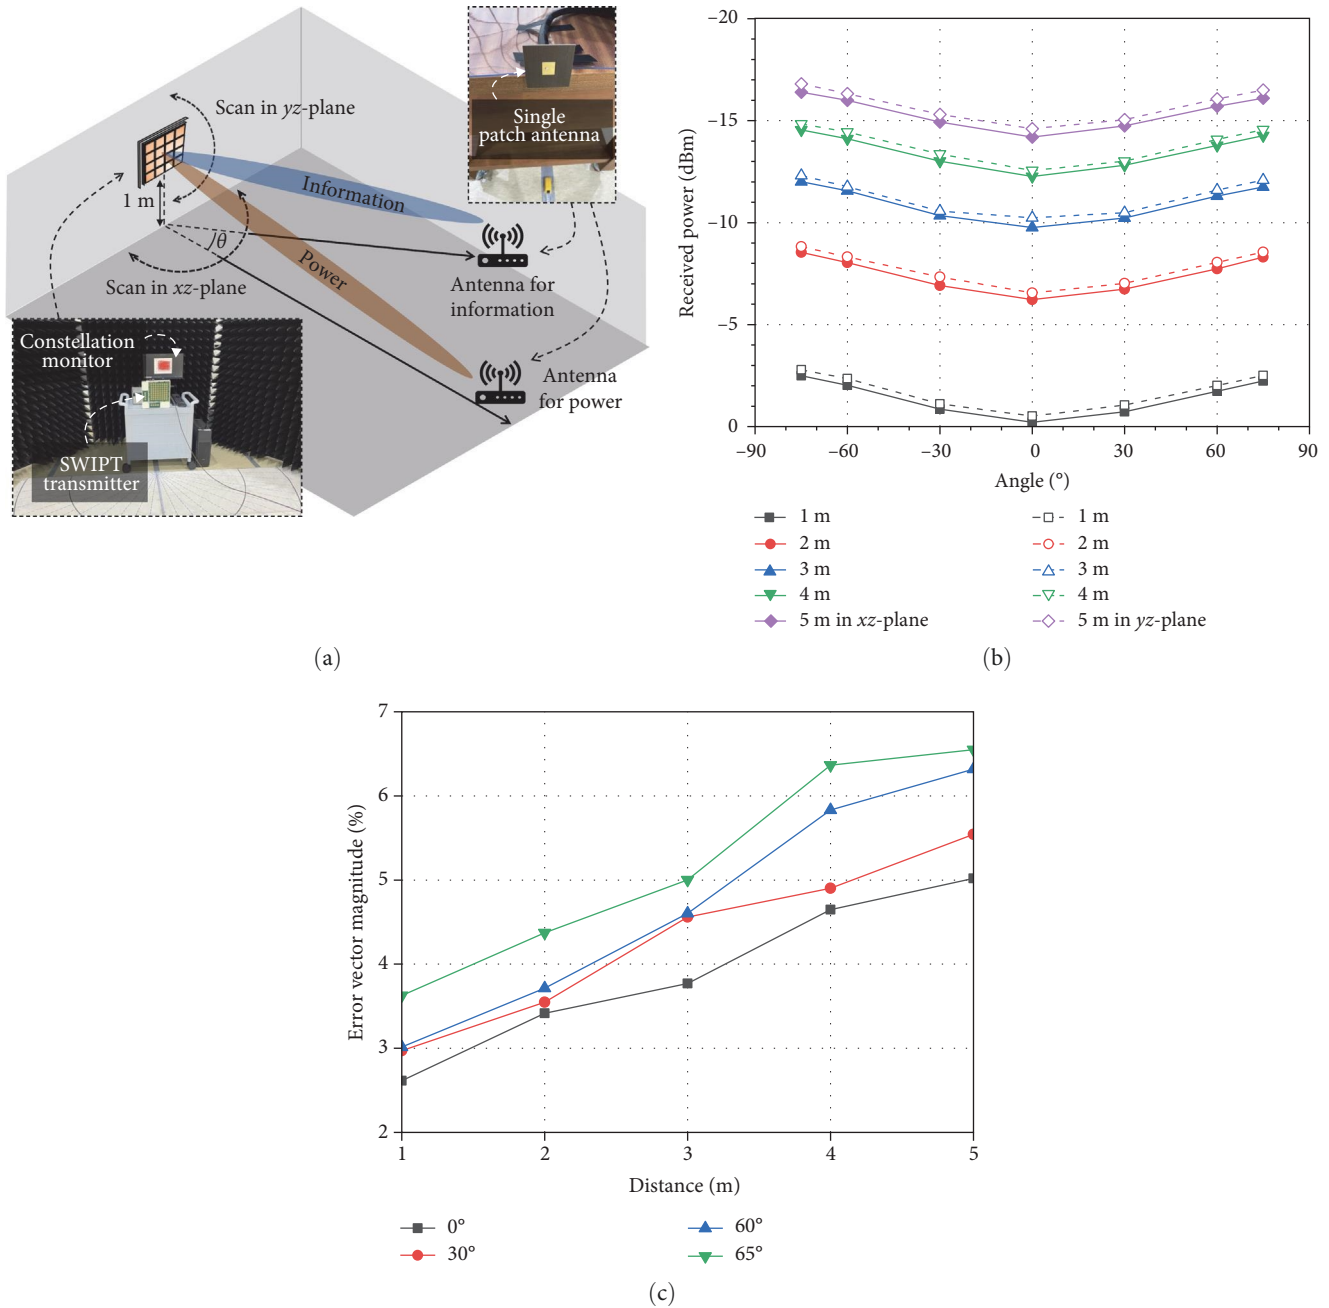 Scan in yz-plane
1 m
Information
θ
Power
Scan in xz-plane
Single
patch antenna
Antenna for
information
Antenna
for power
Constellation
monitor
SWIPT
transmitter
(a)
Received power (dBm)
−20
−15
−10
−5
0
−90
−60
−30
0
30
60
90
Angle (°)
1 m
2 m
3 m
4 m
5 m in xz-plane
1 m
2 m
3 m
4 m
5 m in yz-plane
(b)
Error vector magnitude (%)
7
6
5
4
3
2
1
2
3
4
5
Distance (m)
0°
30°
60°
65°
(c)